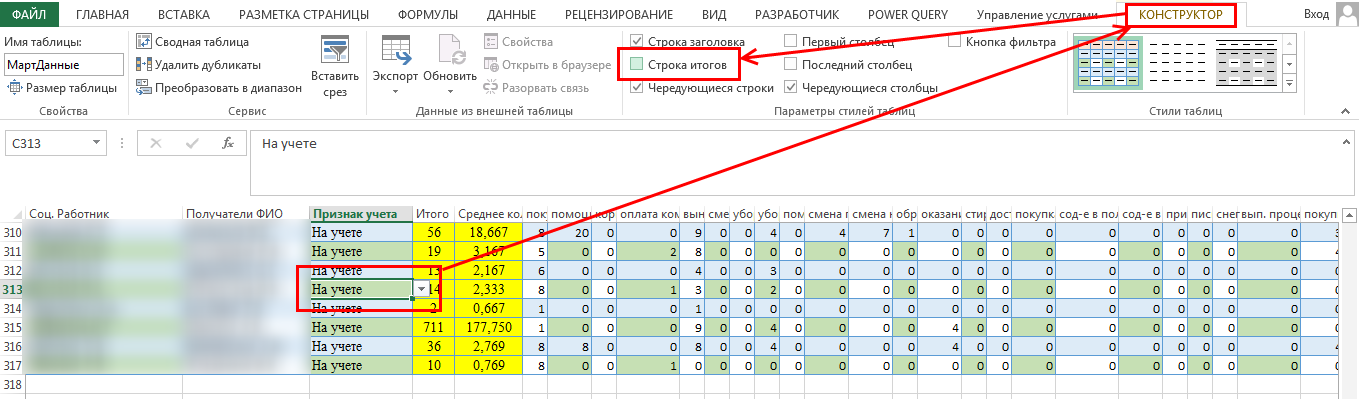 ФАЙЛ ГЛАВНАЯ ВСТАВКА РАЗМЕТКА СТРАНИЦЫ ФОРМУЛЫ ДАННЫЕ РЕЦЕНЗИРОВАНИЕ ВИД РАЗРАБОТЧИК POWER QUERY Управление услугами КОНСТРУКТОР Вход
Имя таблицы: Сводная таблица Свойства Строка заголовка Первый столбец Кнопка фильтра
МартДанные Удалить дубликаты Вставить срез Экспорт Обновить Открыть в браузере Строка итогов Последний столбец
Размер таблицы Преобразовать в диапазон Разорвать связь Чередующиеся строки Чередующиеся столбцы
Свойства Сервис Данные из внешней таблицы Параметры стилей таблиц Стили таблиц
C313 fx На учете
Соц. Работник Получатели ФИО Признак учета Итого Среднее кол поку помощ кор оплата ком вын сме убо убо пом смена п смена н обр оказани стир дос покупк сод-е в пол сод-е в при пис снег вып. проце покуп
310 На учете 56 18,667 8 20 0 0 9 0 0 4 0 4 7 1 0 0 0 0 0 0 0 0 0 0 3
311 На учете 19 3,167 5 0 0 2 8 0 0 0 0 0 0 0 0 0 0 0 0 0 0 0 0 0 4
312 На учете 13 2,167 6 0 0 0 4 0 0 3 0 0 0 0 0 0 0 0 0 0 0 0 0 0 0
313 На учете 14 2,333 8 0 0 1 3 0 0 2 0 0 0 0 0 0 0 0 0 0 0 0 0 0 0
314 На учете 2 0,667 1 0 0 0 1 0 0 0 0 0 0 0 0 0 0 0 0 0 0 0 0 0 0
315 На учете 711 177,750 1 0 0 0 9 0 0 4 0 0 0 0 4 0 0 0 0 0 0 0 0 0 0
316 На учете 36 2,769 8 8 0 0 8 0 0 4 0 0 0 0 4 0 0 0 0 0 0 0 0 0 4
317 На учете 10 0,769 8 0 0 1 0 0 0 0 0 0 0 0 0 0 0 0 0 0 0 0 0 0 0
318